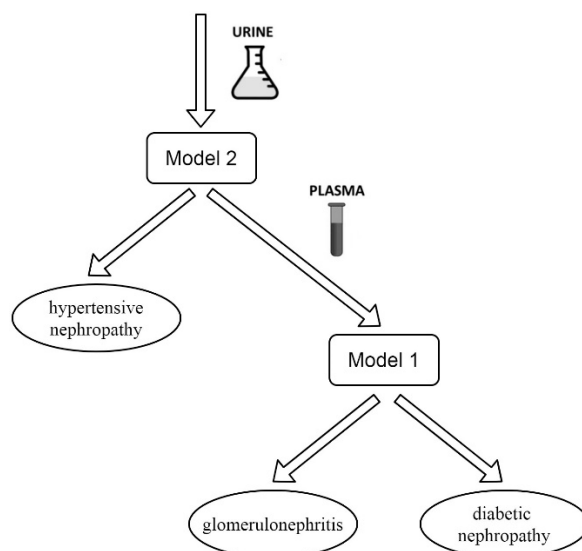 URINE
Model 2
PLASMA
hypertensive
nephropathy
Model 1
glomerulonephritis
diabetic
nephropathy